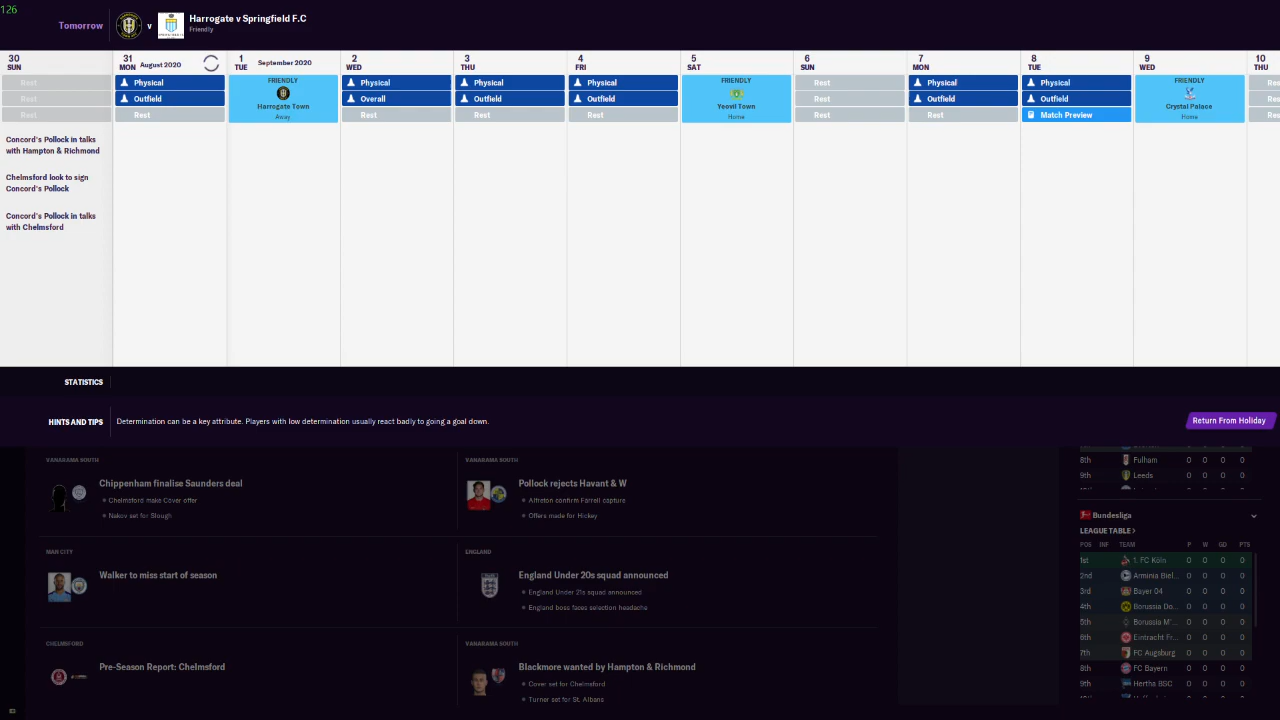 126
Tomorrow
v
Harrogate v Springfield F.C
Friendly
30
SUN
31
MON August 2020
1
TUE September 2020
2
WED
3
THU
4
FRI
5
SAT
6
SUN
7
MON
8
TUE
9
WED
10
THU
Rest
Rest
Rest
Physical
Outfield
Rest
FRIENDLY
Harrogate Town
Away
Physical
Overall
Rest
Physical
Outfield
Rest
Physical
Outfield
Rest
FRIENDLY
Yeovil Town
Home
Rest
Rest
Rest
Physical
Outfield
Rest
Physical
Outfield
Match Preview
FRIENDLY
Crystal Palace
Home
Concord's Pollock in talks
with Hampton & Richmond
Chelmsford look to sign
Concord's Pollock
Concord's Pollock in talks
with Chelmsford
STATISTICS
HINTS AND TIPS
Determination can be a key attribute. Players with low determination usually react badly to going a goal down.
Return From Holiday
VANARAMA SOUTH
Chippenham finalise Saunders deal
Chelmsford make Cover offer
Nakov set for Slough
VANARAMA SOUTH
Pollock rejects Havant & W
Alfreton confirm Farrell capture
Offers made for Hickey
MAN CITY
Walker to miss start of season
ENGLAND
England Under 20s squad announced
England Under 21s squad announced
England boss faces selection headache
CHELMSFORD
Pre-Season Report: Chelmsford
VANARAMA SOUTH
Blackmore wanted by Hampton & Richmond
Cover set for Chelmsford
Turner set for St. Albans
8th Fulham 0 0 0 0
9th Leeds 0 0 0 0
Bundesliga
LEAGUE TABLE >
POS INF TEAM P W GD PTS
1st 1. FC Köln 0 0 0 0
2nd Arminia Biel... 0 0 0 0
3rd Bayer 04 0 0 0 0
4th Borussia Do... 0 0 0 0
5th Borussia M'... 0 0 0 0
6th Eintracht Fr... 0 0 0 0
7th FC Augsburg 0 0 0 0
8th FC Bayern 0 0 0 0
9th Hertha BSC 0 0 0 0